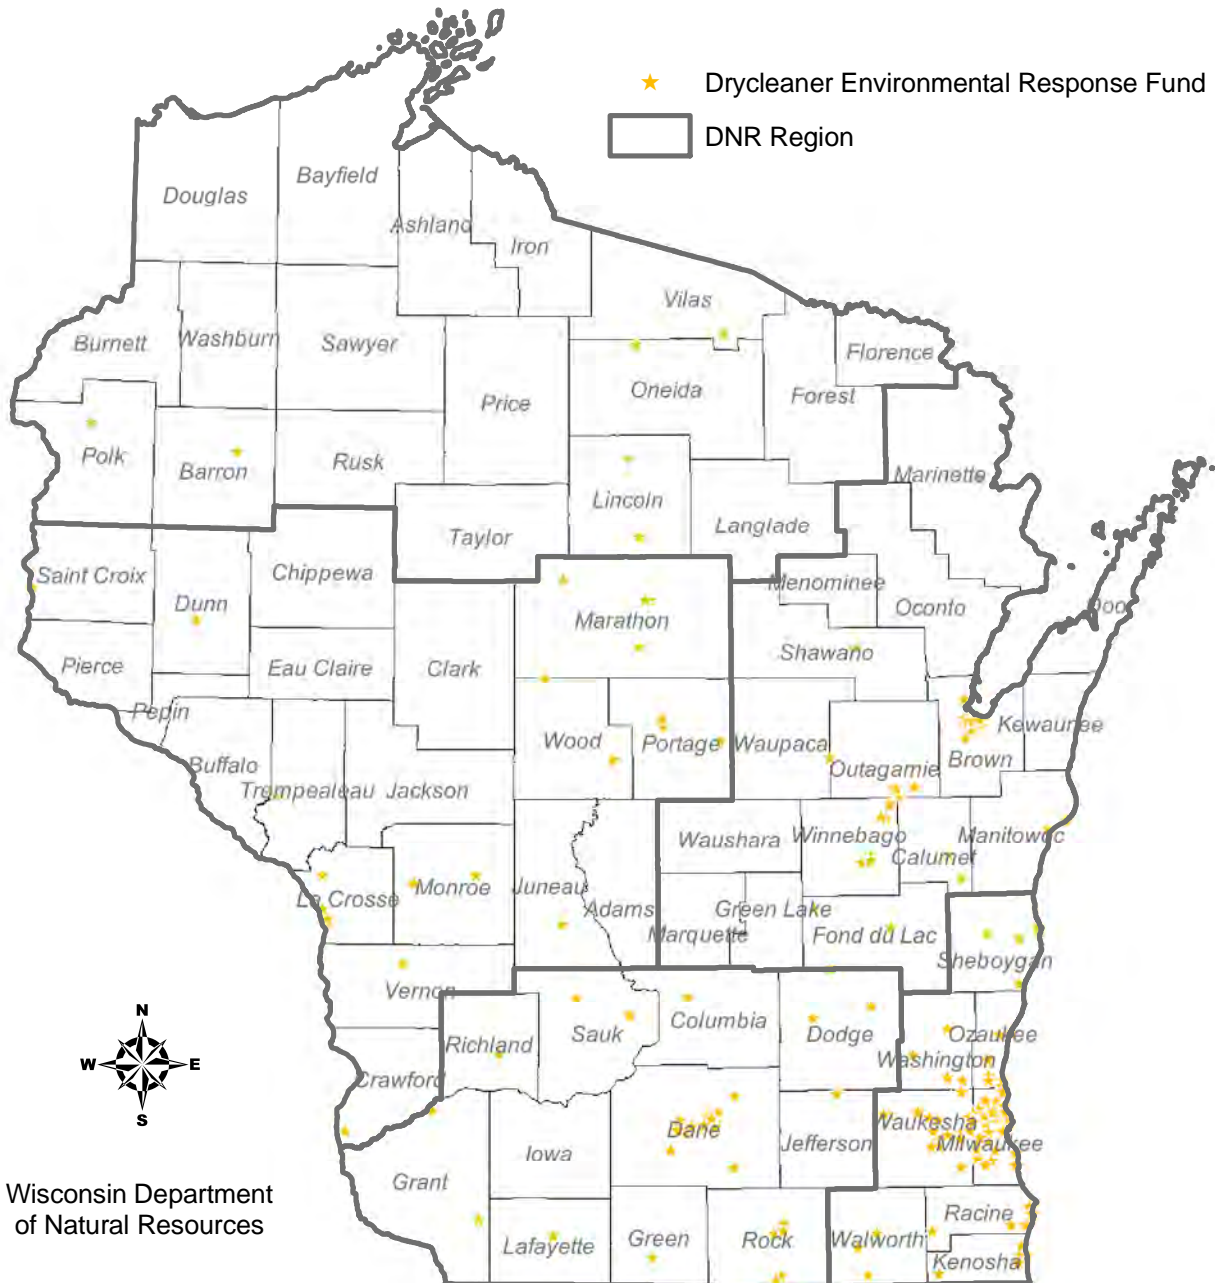 Drycleaner Environmental Response Fund
DNR Region
Bayfield
Douglas
Ashland
Iron
Vilas
Burnett
Washburn
Sawyer
Florence
Oneida
Forest
Price
Polk
Barron
Rusk
Marinette
Lincoln
Langlade
Taylor
Saint Croix
Chippewa
Menominee
Dunn
Oconto
Marathon
Shawano
Pierce
Eau Claire
Clark
Pepin
Wood
Portage
Waupaca
Kewaunee
Brown
Buffalo
Outagamie
Trempealeau
Jackson
Waushara
Winnebago
Manitowoc
Calumet
La Crosse
Monroe
Juneau
Adams
Green Lake
Marquette
Fond du Lac
Sheboygan
Vernon
N
W
E
S
Richland
Sauk
Columbia
Dodge
Ozaukee
Washington
Crawford
Dane
Waukesha
Milwaukee
Jefferson
Iowa
Grant
Wisconsin Department
of Natural Resources
Lafayette
Green
Rock
Walworth
Racine
Kenosha